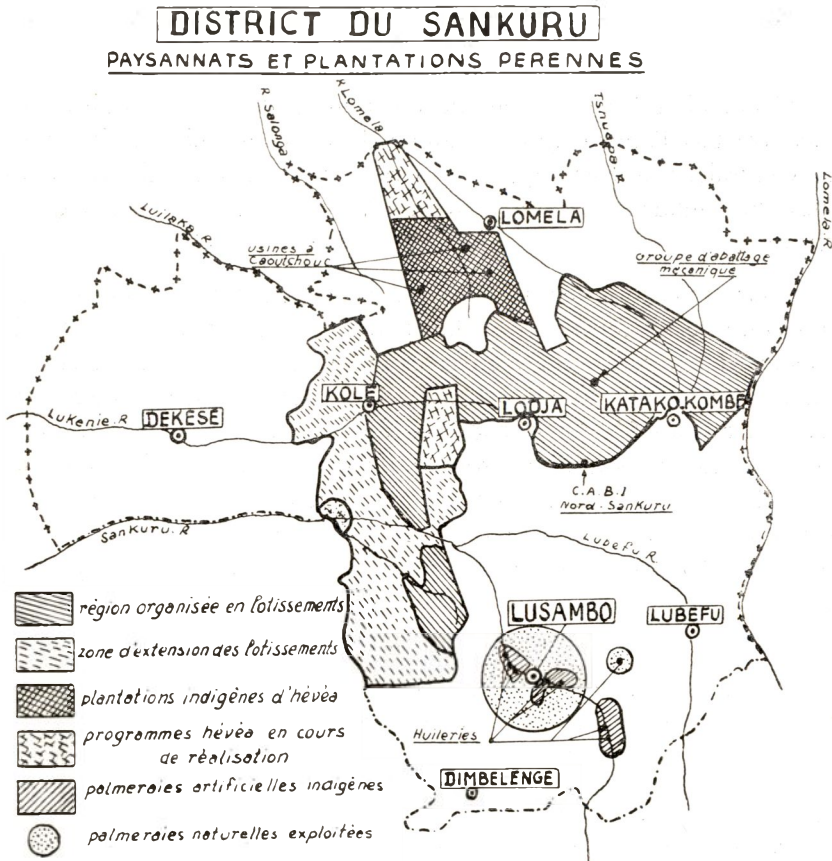 DISTRICT DU SANKURU
PAYSANNATS ET PLANTATIONS PERENNES
R. Salonga
R. Lomela
Tshuapa R
Lomela. R
Luilaka R.
LOMELA
usines à
Caoutchouc
Groupe d'abattage
mécanique
KOLE
LODJA
KATAKO.KOMBE
Lukenie. R
DEKESE
C.A.B.I
Nord-Sankuru
Sankuru. R
Lubefu R.
LUSAMBO
LUBEFU
Huileries
DIMBELENGE
région organisée en lotissements
zone d'extension des lotissements
plantations indigènes d'hévéa
programmes hévéa en cours
de réalisation
palmeraies artificielles indigènes
palmeraies naturelles exploitées